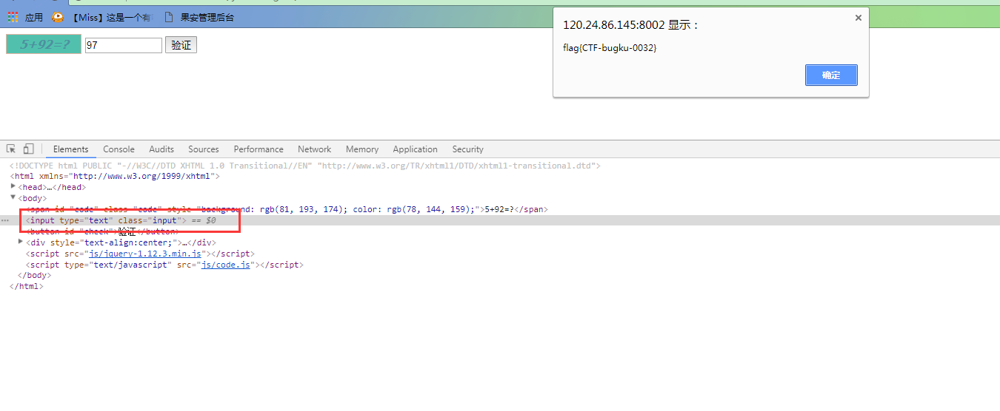 应用 【Miss】这是一个有 果安管理后台
120.24.86.145:8002 显示：
flag{CTF-bugku-0032}
确定
5+92=? 97 验证
Elements Console Audits Sources Performance Network Memory Application Security
<!DOCTYPE html PUBLIC "-//W3C//DTD XHTML 1.0 Transitional//EN" "http://www.w3.org/TR/xhtml1/DTD/xhtml1-transitional.dtd">
<html xmlns="http://www.w3.org/1999/xhtml">
<head>…</head>
<body>
<span id="code" class="code" style="background: rgb(81, 193, 174); color: rgb(78, 144, 159);">5+92=?</span>
<input type="text" class="input"> == $0
<button id="check">验证</button>
<div style="text-align:center;">…</div>
<script src="js/jquery-1.12.3.min.js"></script>
<script type="text/javascript" src="js/code.js"></script>
</body>
</html>